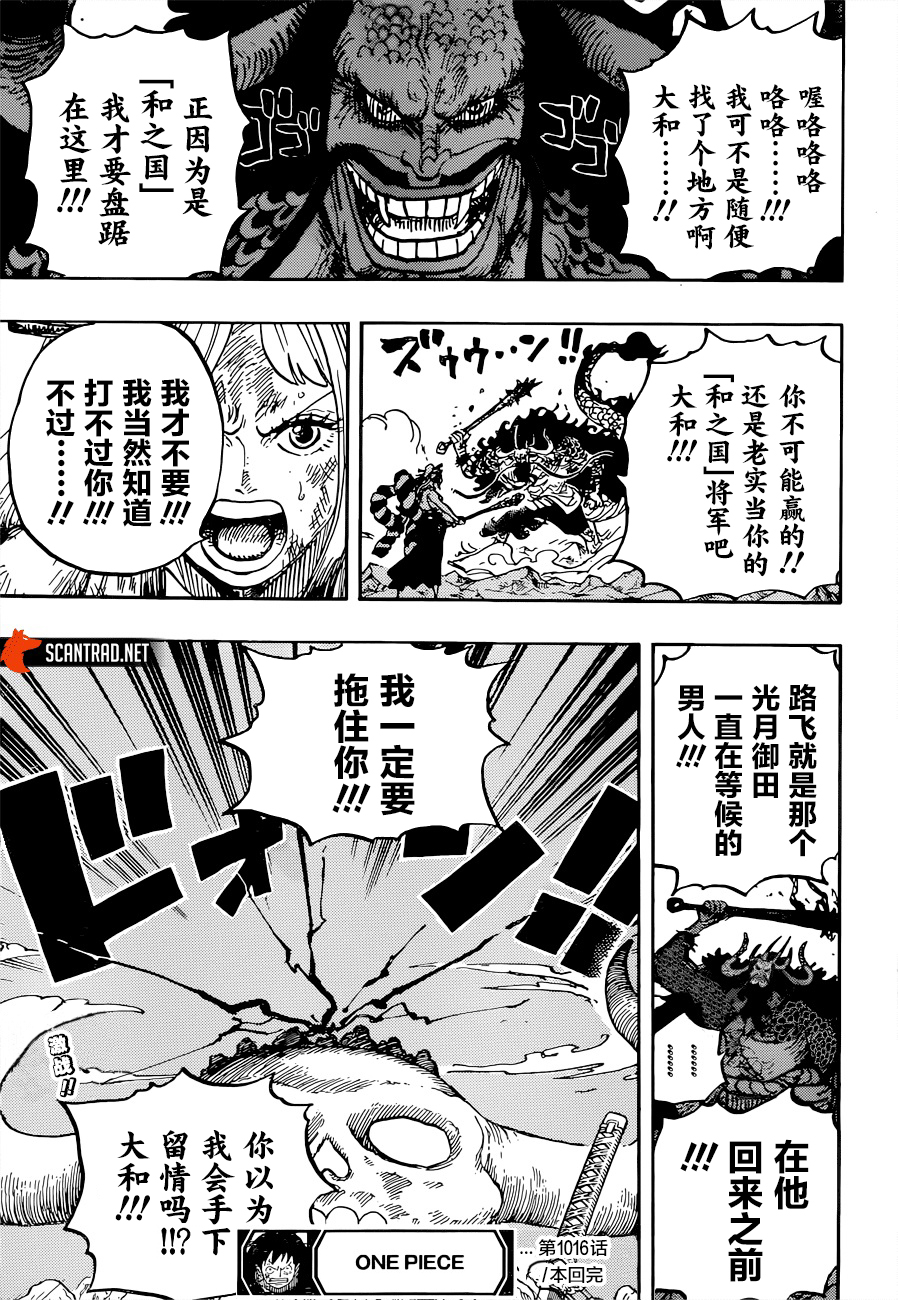 喔咯咯咯
咯咯……!!!
我可不是随便
找了个地方啊
大和……!!
ゴゴゴ
ゴゴゴ
正因为是
「和之国」
我才要盘踞
在这里!!!
你不可能赢的!!
还是老实当你的
「和之国」将军吧
大和!!!
ズゥゥ‥ン!!
我才不要!!!
我当然知道
打不过你!!!
不过……!!
路飞就是那个
光月御田
一直在等候的
男人!!!
在他
回来之前
!!!
SCANTRAD.NET
我一定要
拖住你!!!
ドォーン!!
激战!!
你以为
我会手下
留情吗!!?
大和!!!
ONE PIECE
... 第1016话
/本回完